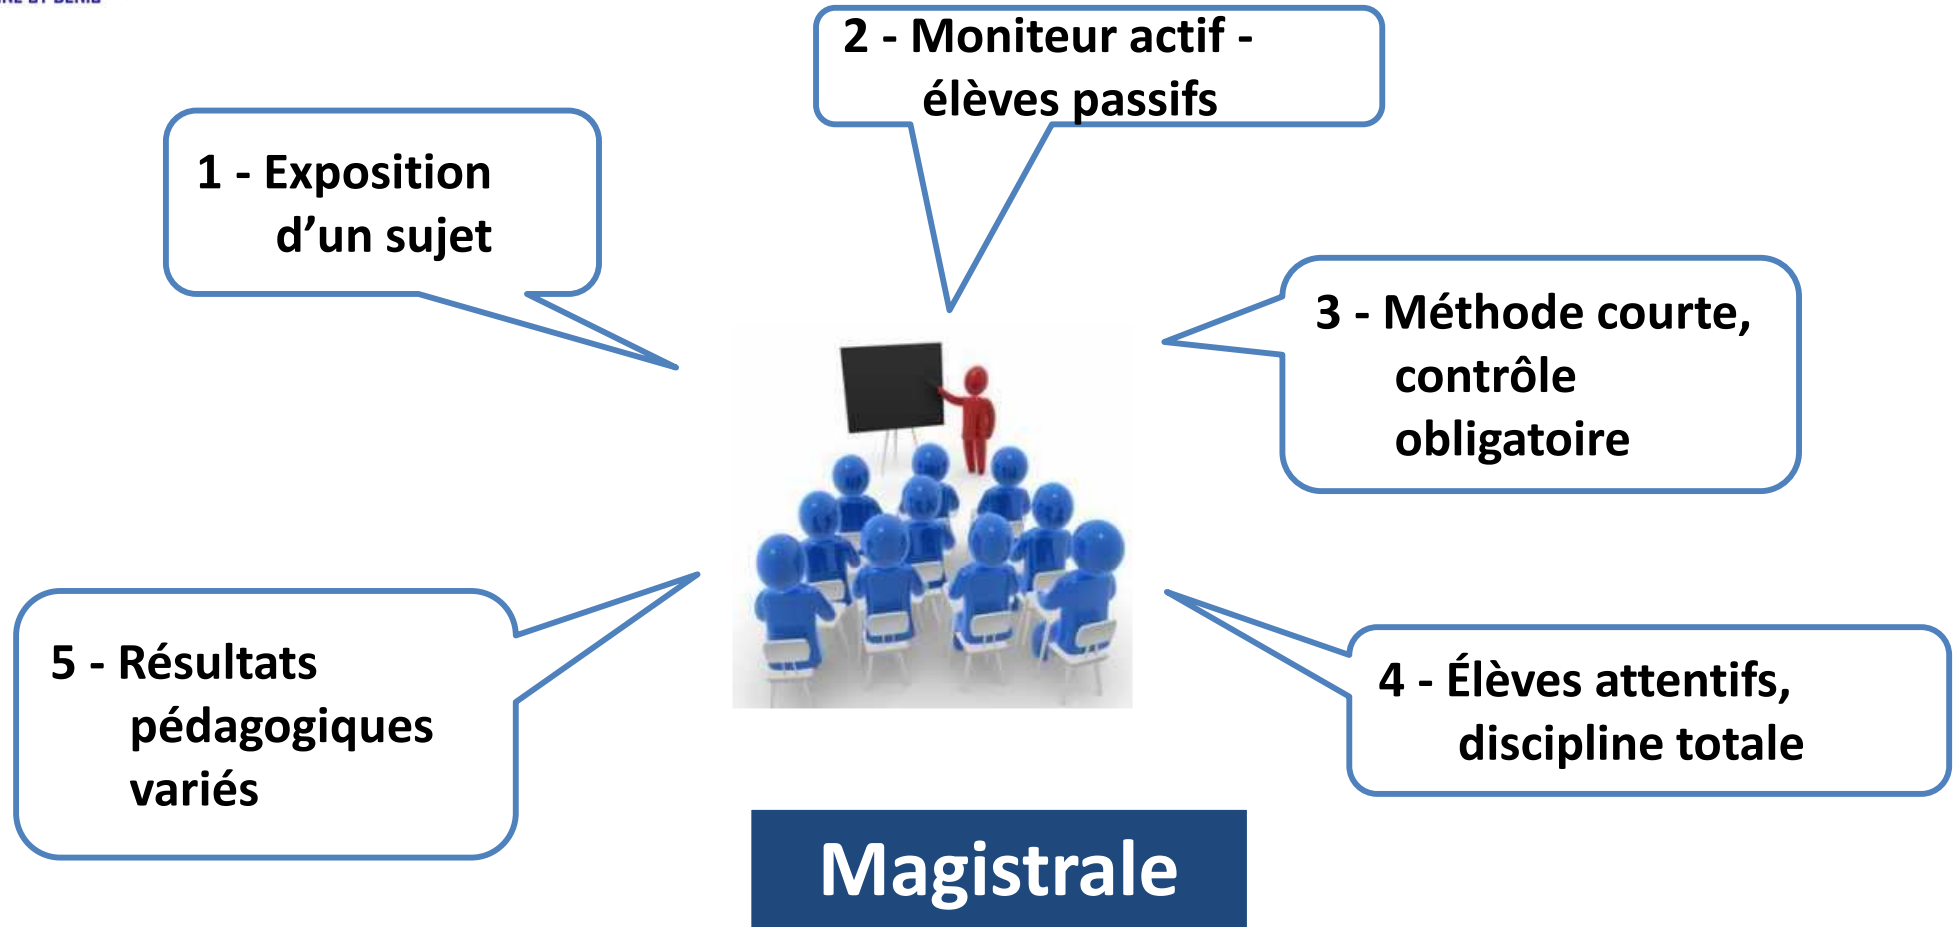 1 - Exposition
d’un sujet
2 - Moniteur actif -
élèves passifs
3 - Méthode courte,
contrôle
obligatoire
4 - Élèves attentifs,
discipline totale
5 - Résultats
pédagogiques
variés
Magistrale